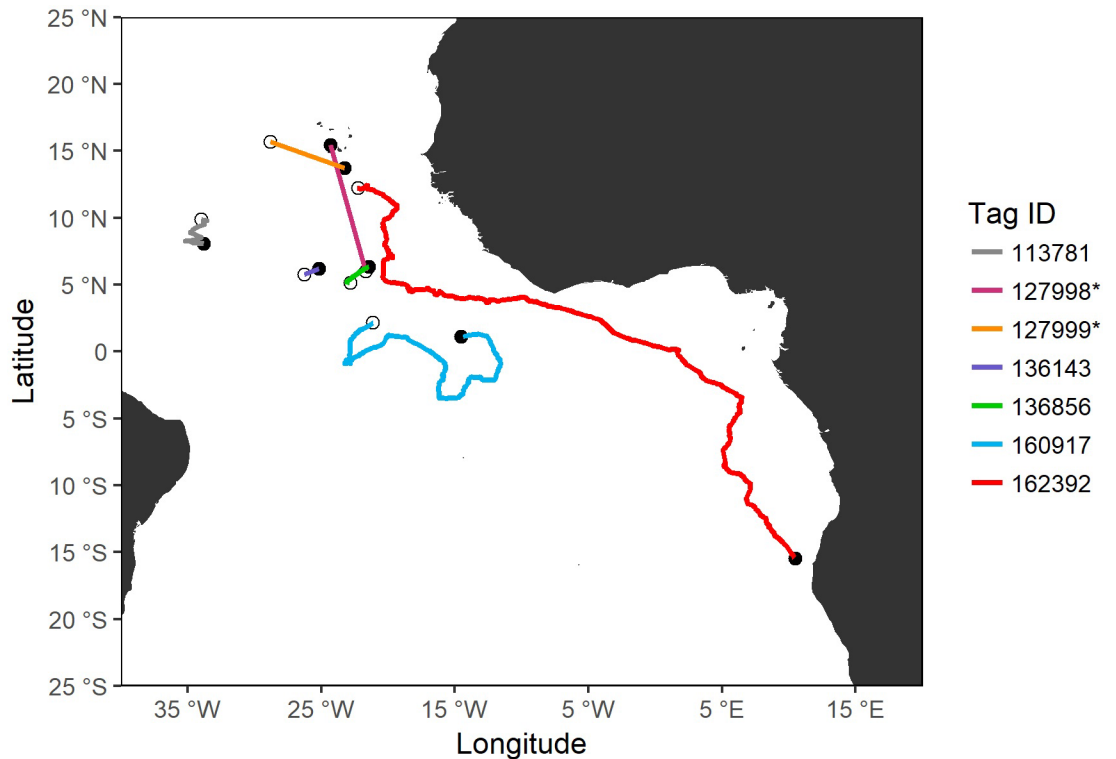 25 °N
20 °N
15 °N
10 °N
5 °N
0
5 °S
10 °S
15 °S
20 °S
25 °S
Latitude
35 °W
25 °W
15 °W
5 °W
5 °E
15 °E
Longitude
Tag ID
113781
127998*
127999*
136143
136856
160917
162392